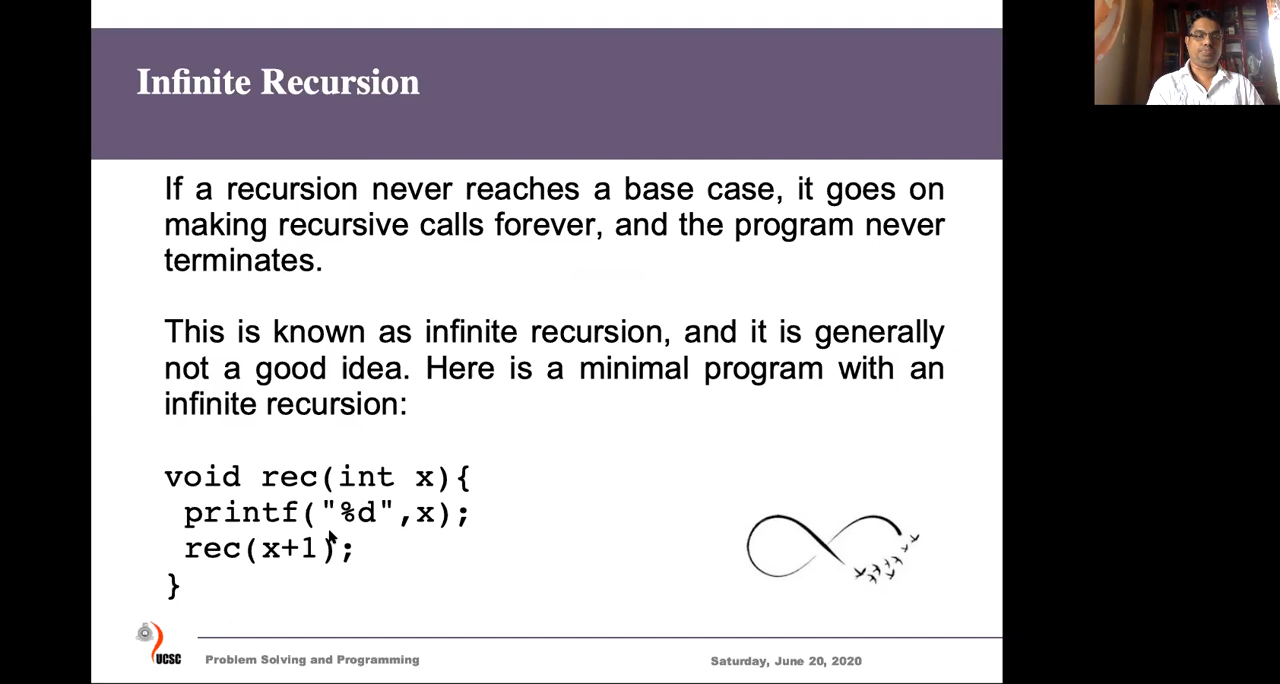 Infinite Recursion
If a recursion never reaches a base case, it goes on
making recursive calls forever, and the program never
terminates.
This is known as infinite recursion, and it is generally
not a good idea. Here is a minimal program with an
infinite recursion:
void rec(int x){
printf("%d",x);
rec(x+1);
}
UCSC
Problem Solving and Programming
Saturday, June 20, 2020